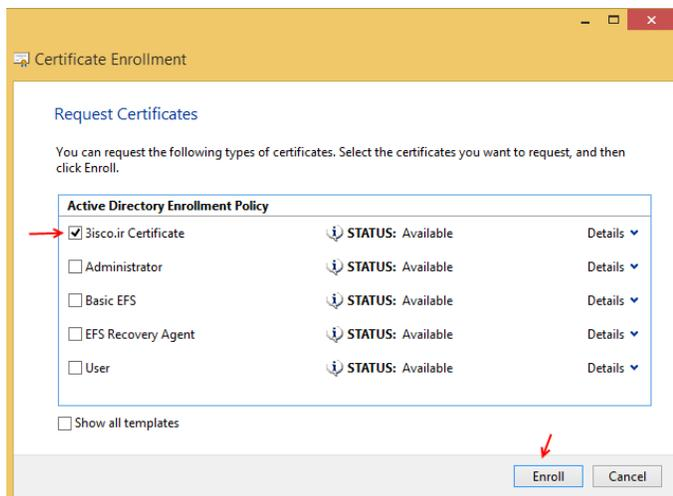 Certificate Enrollment
Request Certificates
You can request the following types of certificates. Select the certificates you want to request, and then
click Enroll.
Active Directory Enrollment Policy
3isco.ir Certificate STATUS: Available Details
Administrator STATUS: Available Details
Basic EFS STATUS: Available Details
EFS Recovery Agent STATUS: Available Details
User STATUS: Available Details
Show all templates
Enroll Cancel